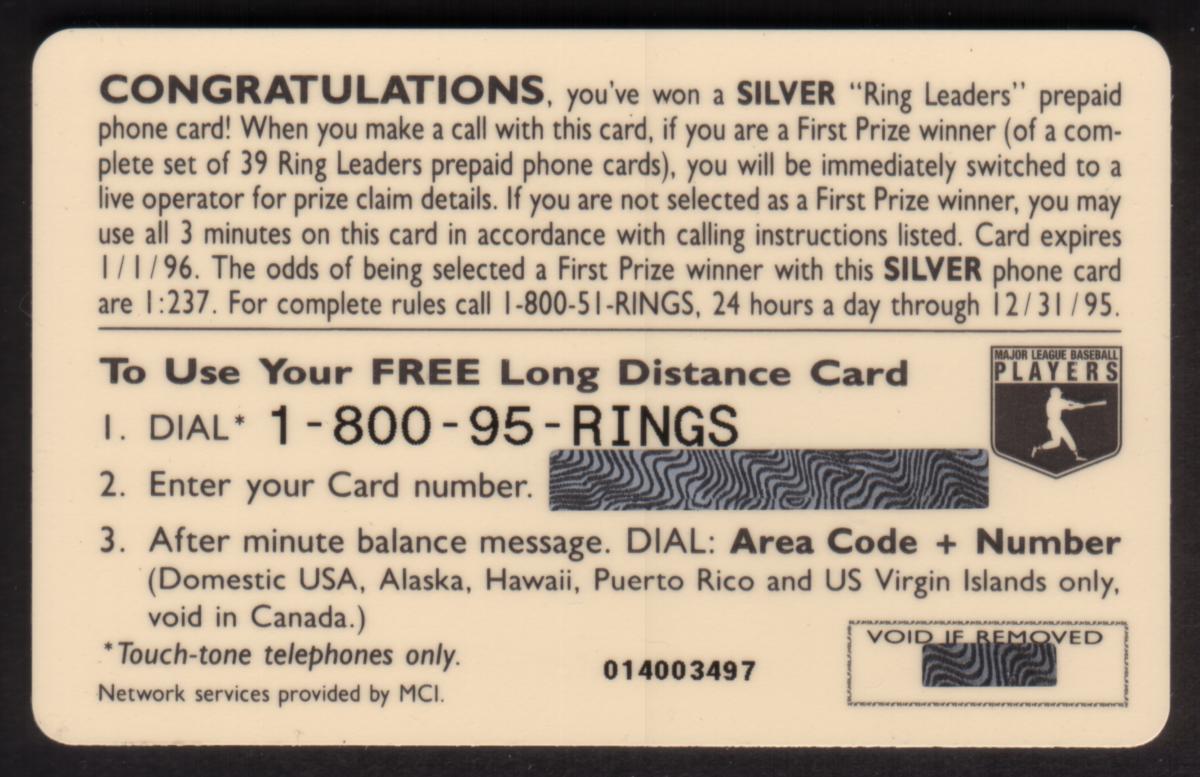 CONGRATULATIONS, you've won a SILVER "Ring Leaders" prepaid
phone card! When you make a call with this card, if you are a First Prize winner (of a com-
plete set of 39 Ring Leaders prepaid phone cards), you will be immediately switched to a
live operator for prize claim details. If you are not selected as a First Prize winner, you may
use all 3 minutes on this card in accordance with calling instructions listed. Card expires
1/1/96. The odds of being selected a First Prize winner with this SILVER phone card
are 1:237. For complete rules call 1-800-51-RINGS, 24 hours a day through 12/31/95.
To Use Your FREE Long Distance Card
MAJOR LEAGUE BASEBALL
PLAYERS
1. DIAL* 1-800-95-RINGS
2. Enter your Card number.
3. After minute balance message. DIAL: Area Code + Number
(Domestic USA, Alaska, Hawaii, Puerto Rico and US Virgin Islands only,
void in Canada.)
*Touch-tone telephones only.
Network services provided by MCI.
014003497
VOID IF REMOVED